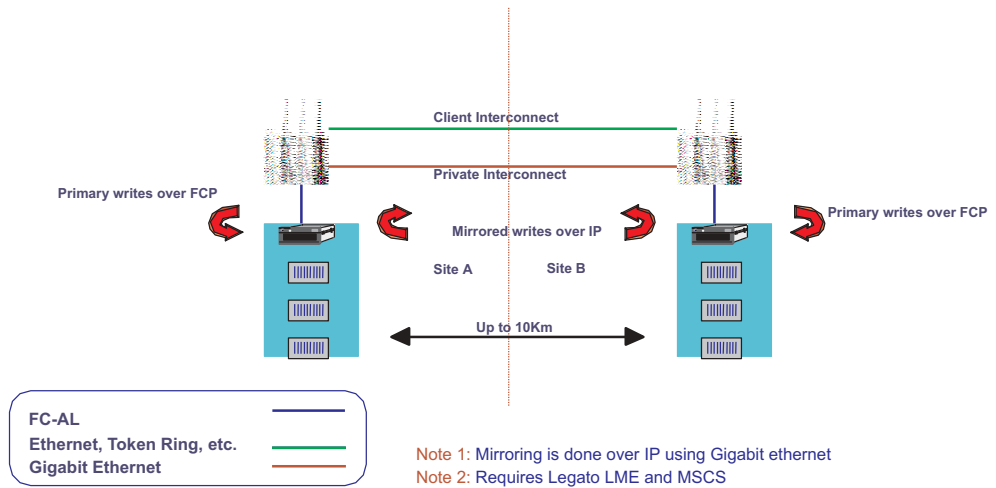 Client Interconnect
Private Interconnect
Primary writes over FCP
Primary writes over FCP
Mirrored writes over IP
Site A
Site B
Up to 10Km
FC-AL
Ethernet, Token Ring, etc.
Gigabit Ethernet
Note 1: Mirroring is done over IP using Gigabit ethernet
Note 2: Requires Legato LME and MSCS